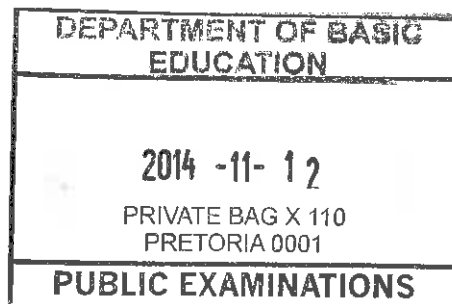 DEPARTMENT OF BASIC
EDUCATION
2014 -11- 12
PRIVATE BAG X 110
PRETORIA 0001
PUBLIC EXAMINATIONS